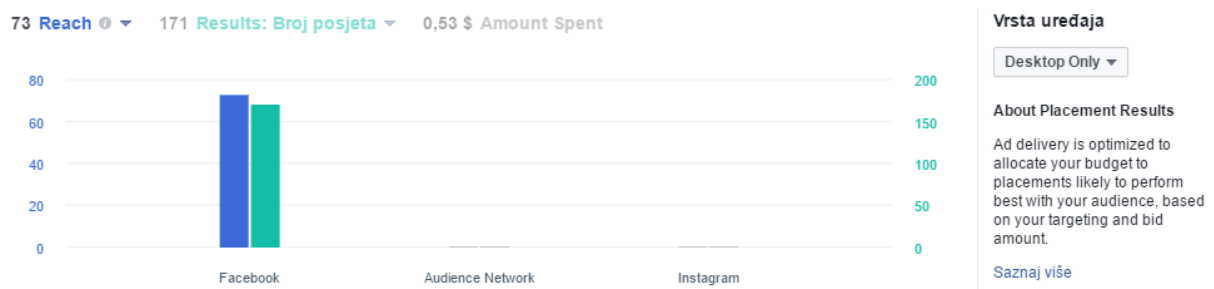 73 Reach 171 Results: Broj posjeta 0,53 $ Amount Spent
80 200
60 150
40 100
20 50
0 0
Facebook Audience Network Instagram
Vrsta uređaja
Desktop Only
About Placement Results
Ad delivery is optimized to
allocate your budget to
placements likely to perform
best with your audience, based
on your targeting and bid
amount.
Saznaj više